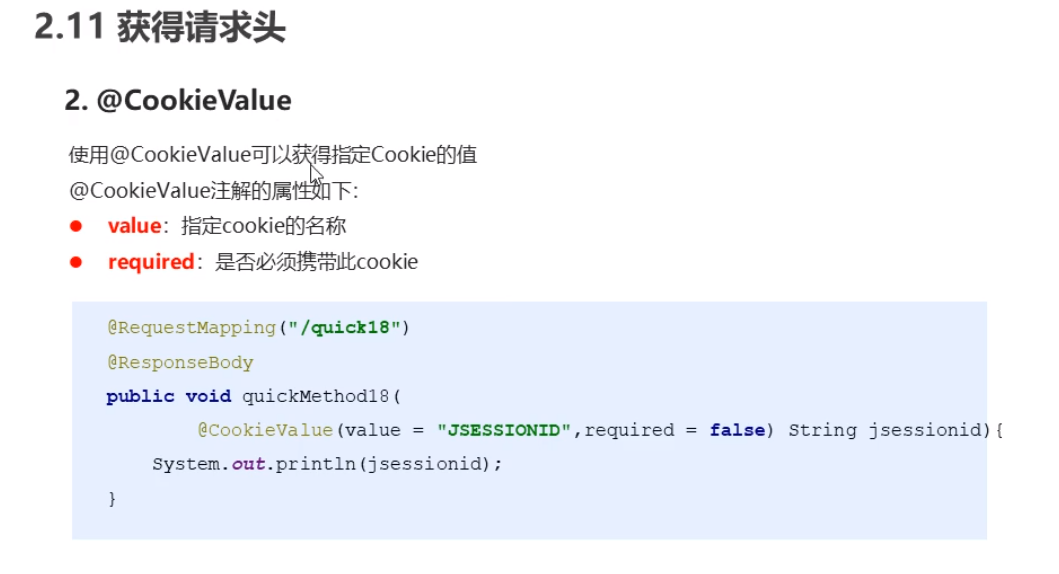 2.11 获得请求头
2. @CookieValue
使用@CookieValue可以获得指定Cookie的值
@CookieValue注解的属性如下：
● value：指定cookie的名称
● required：是否必须携带此cookie
@RequestMapping("/quick18")
@ResponseBody
public void quickMethod18(
@CookieValue(value = "JSESSIONID",required = false) String jsessionid){
System.out.println(jsessionid);
}